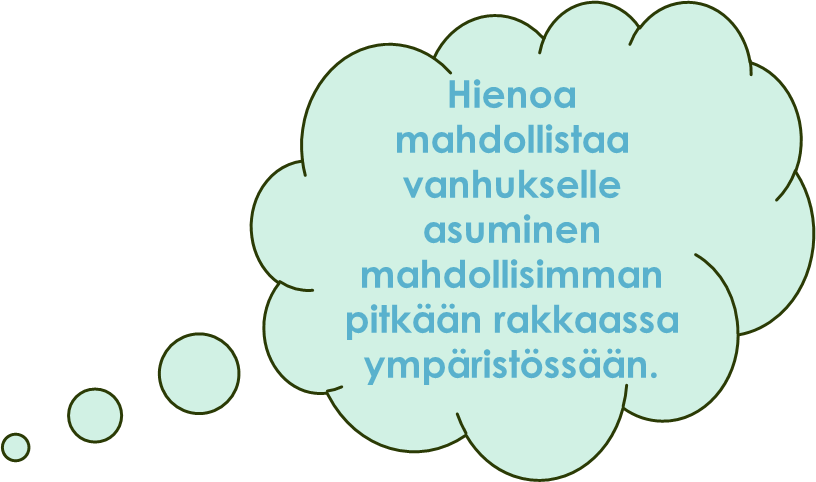 Hienoa
mahdollistaa
vanhukselle
asuminen
mahdollisimman
pitkään rakkaassa
ympäristössään.